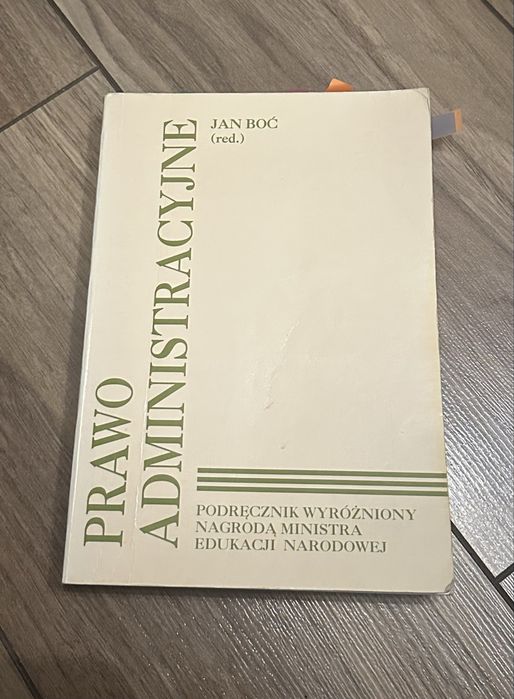 PRAWO
ADMINISTRACYJNE
JAN BOĆ
(red.)
PODRĘCZNIK WYRÓŻNIONY
NAGRODĄ MINISTRA
EDUKACJI NARODOWEJ